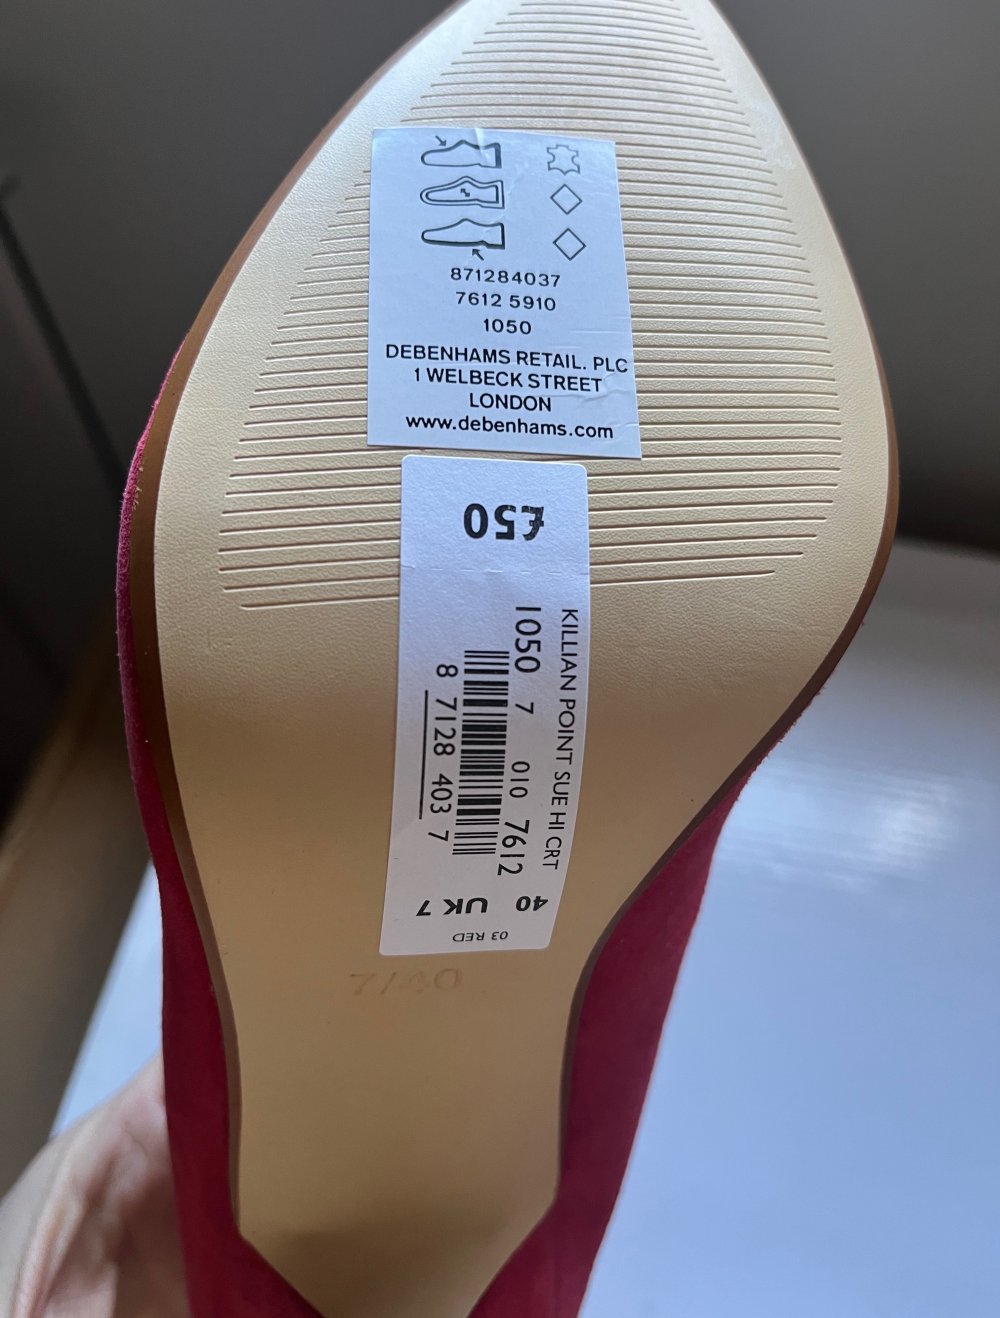 871284037
7612 5910
1050
DEBENHAMS RETAIL. PLC
1 WELBECK STREET
LONDON
www.debenhams.com
£50
KILLIAN POINT SUE HI CRT
1050 7 010 7612
8 7128 403 7
40 UK 7
03 RED
7/40